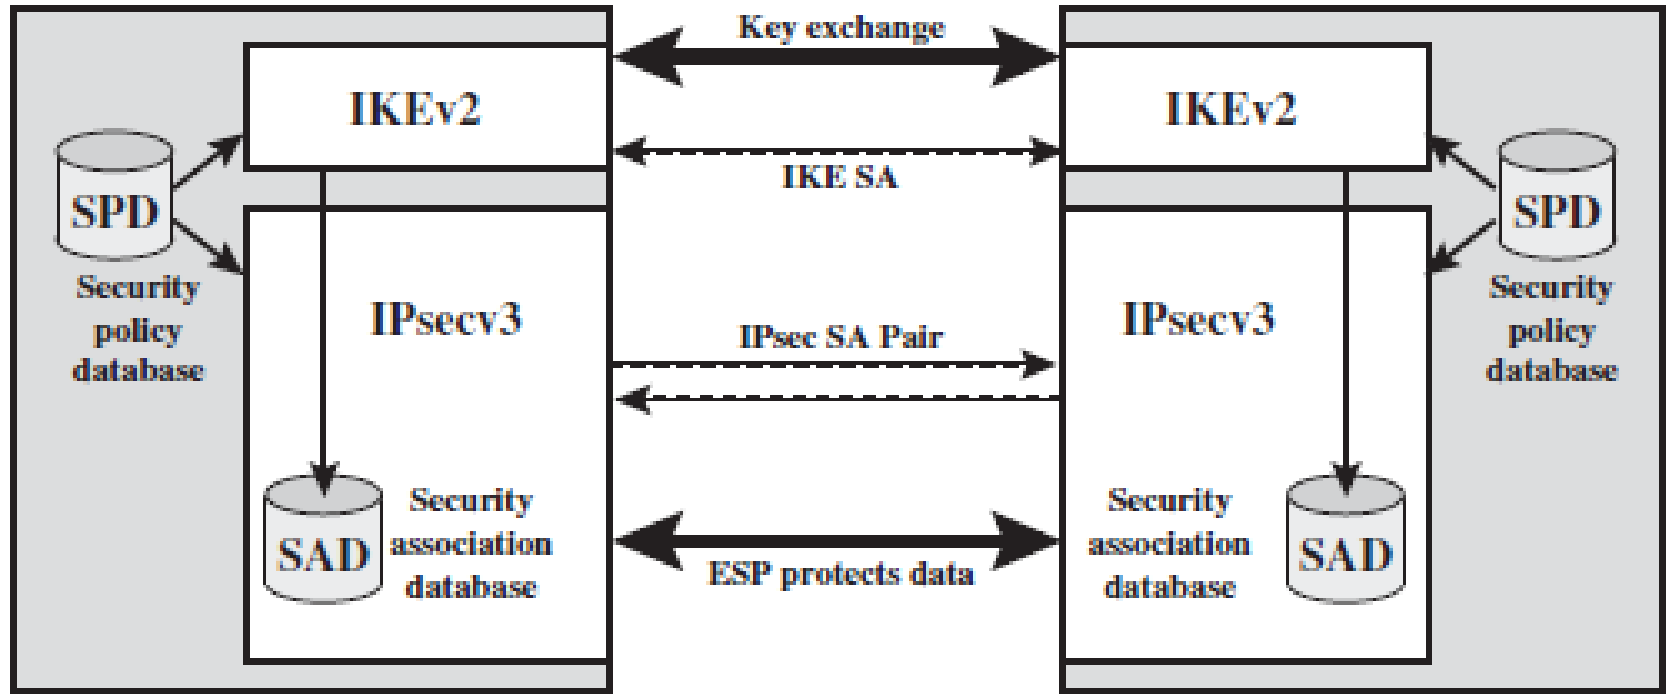 Key exchange
IKEv2
IKEv2
IKE SA
SPD
Security
policy
database
SPD
Security
policy
database
IPsecv3
IPsec SA Pair
IPsecv3
SAD
Security
association
database
ESP protects data
Security
association
database
SAD